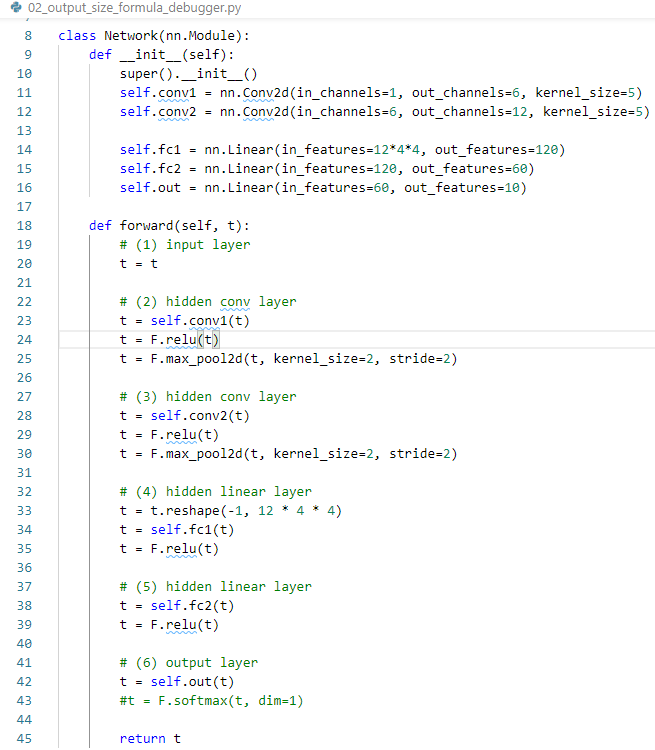 02_output_size_formula_debugger.py
8 class Network(nn.Module):
9     def __init__(self):
10         super().__init__()
11         self.conv1 = nn.Conv2d(in_channels=1, out_channels=6, kernel_size=5)
12         self.conv2 = nn.Conv2d(in_channels=6, out_channels=12, kernel_size=5)
13
14         self.fc1 = nn.Linear(in_features=12*4*4, out_features=120)
15         self.fc2 = nn.Linear(in_features=120, out_features=60)
16         self.out = nn.Linear(in_features=60, out_features=10)
17
18     def forward(self, t):
19         # (1) input layer
20         t = t
21
22         # (2) hidden conv layer
23         t = self.conv1(t)
24         t = F.relu(t)
25         t = F.max_pool2d(t, kernel_size=2, stride=2)
26
27         # (3) hidden conv layer
28         t = self.conv2(t)
29         t = F.relu(t)
30         t = F.max_pool2d(t, kernel_size=2, stride=2)
31
32         # (4) hidden linear layer
33         t = t.reshape(-1, 12 * 4 * 4)
34         t = self.fc1(t)
35         t = F.relu(t)
36
37         # (5) hidden linear layer
38         t = self.fc2(t)
39         t = F.relu(t)
40
41         # (6) output layer
42         t = self.out(t)
43         #t = F.softmax(t, dim=1)
44
45         return t